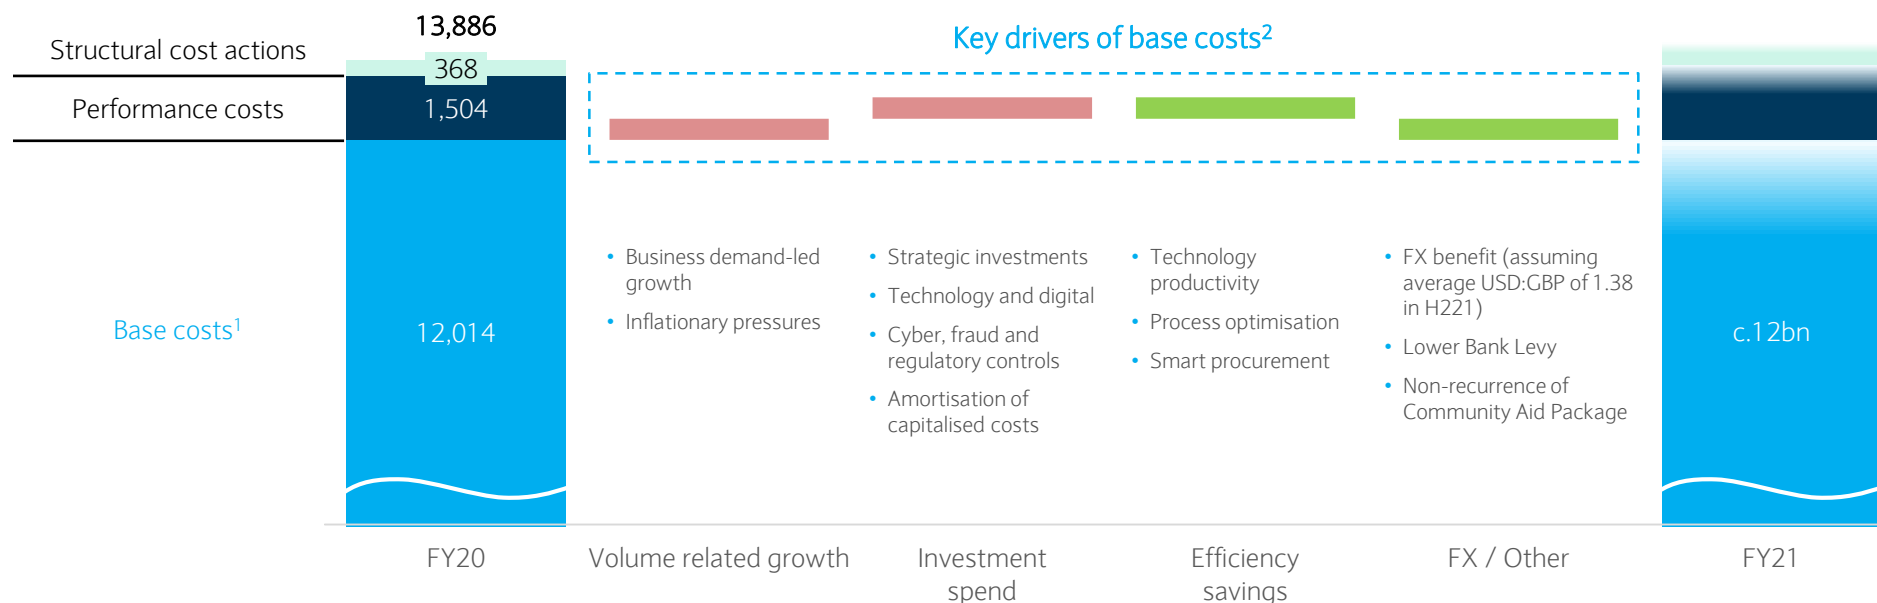 13,886
Key drivers of base costs2
Structural cost actions
368
Performance costs
1,504
Base costs1
12,014
• Business demand-led
growth
• Inflationary pressures
• Strategic investments
• Technology and digital
• Cyber, fraud and
regulatory controls
• Amortisation of
capitalised costs
• Technology
productivity
• Process optimisation
• Smart procurement
• FX benefit (assuming
average USD:GBP of 1.38
in H221)
• Lower Bank Levy
• Non-recurrence of
Community Aid Package
c.12bn
FY20
Volume related growth
Investment
spend
Efficiency
savings
FX / Other
FY21